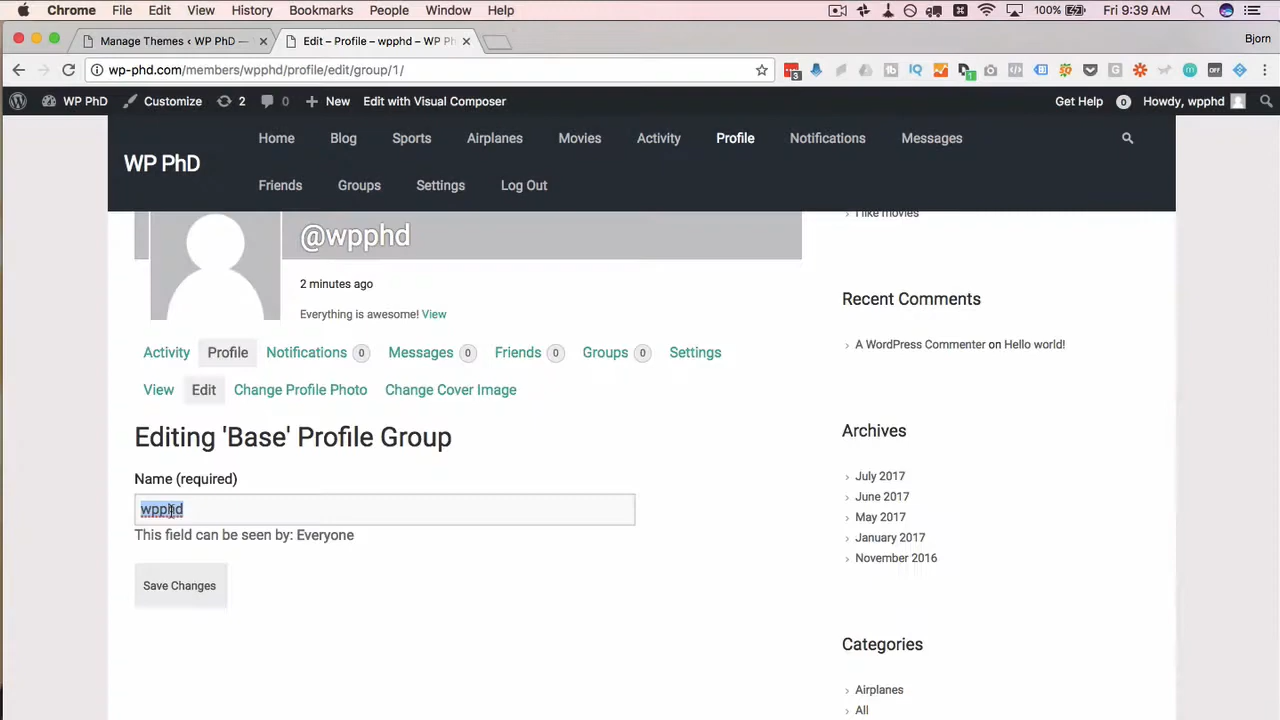 Chrome File Edit View History Bookmarks People Window Help 100% Fri 9:39 AM
Manage Themes ‹ WP PhD — Edit – Profile – wpphd – WP Ph Bjorn
wp-phd.com/members/wpphd/profile/edit/group/1/
WP PhD Customize 2 0 New Edit with Visual Composer Get Help 0 Howdy, wpphd
Home Blog Sports Airplanes Movies Activity Profile Notifications Messages
WP PhD
Friends Groups Settings Log Out
I like movies
@wpphd
2 minutes ago
Everything is awesome! View
Activity Profile Notifications 0 Messages 0 Friends 0 Groups 0 Settings
View Edit Change Profile Photo Change Cover Image
Editing 'Base' Profile Group
Name (required)
wpphd
This field can be seen by: Everyone
Save Changes
Recent Comments
A WordPress Commenter on Hello world!
Archives
July 2017
June 2017
May 2017
January 2017
November 2016
Categories
Airplanes
All